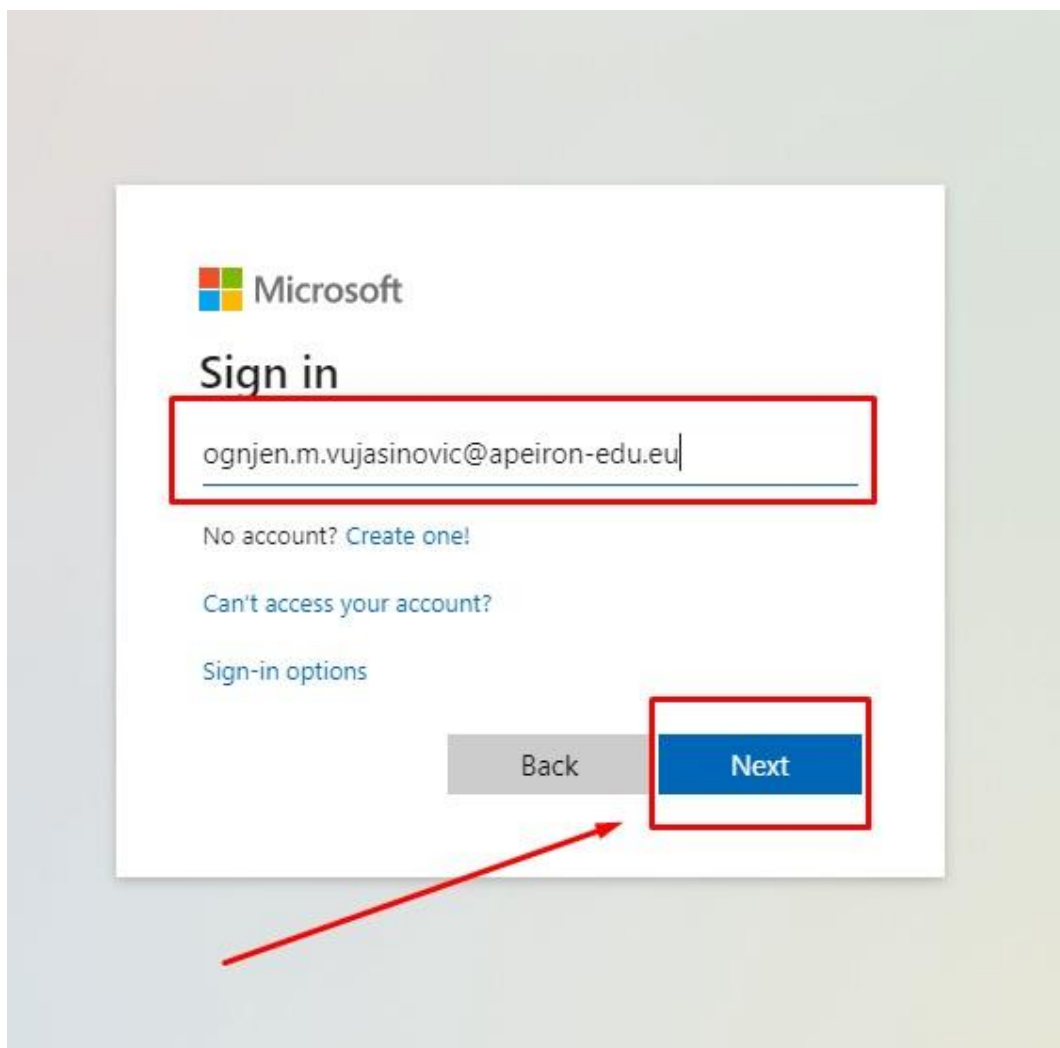 Microsoft
Sign in
ognjen.m.vujasinovic@apeiron-edu.eu
No account? Create one!
Can't access your account?
Sign-in options
Back Next